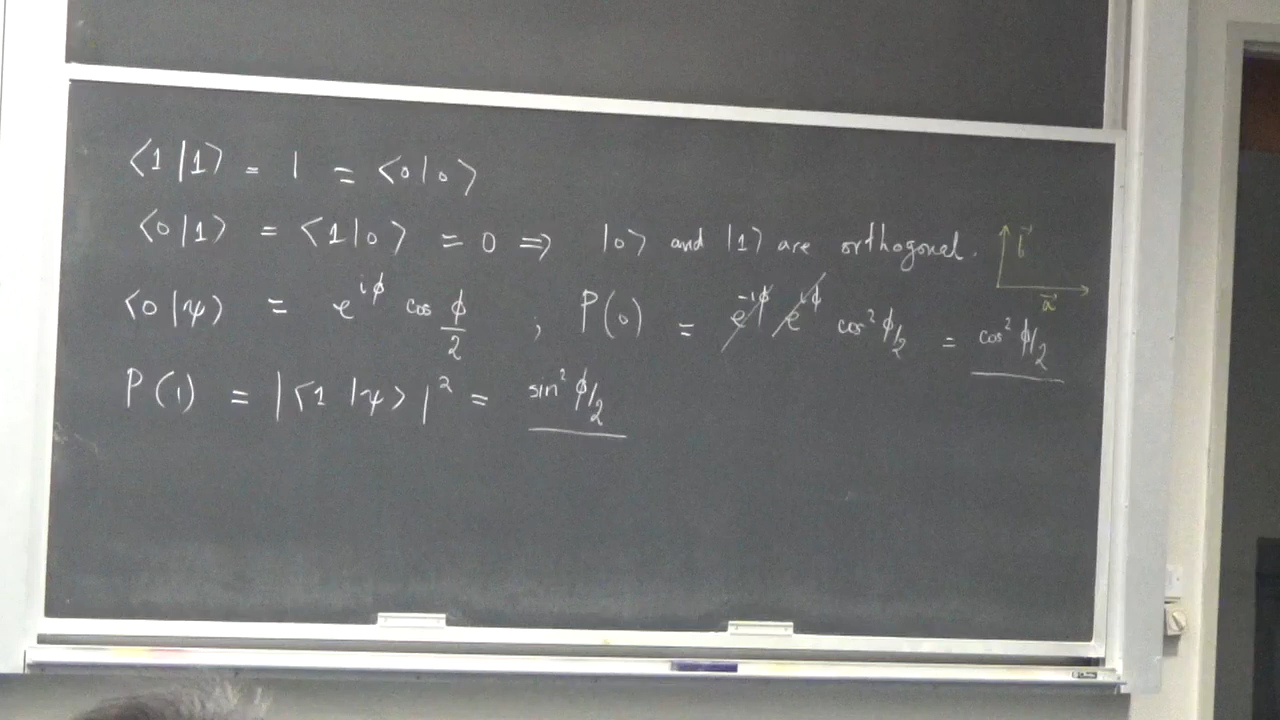 ⟨1|1⟩ = 1 = ⟨0|0⟩
⟨0|1⟩ = ⟨1|0⟩ = 0 ⇒ |0⟩ and |1⟩ are orthogonal.
b⃗
a⃗
⟨0|ψ⟩ = e^{iϕ} cos ϕ/2 ; P(0) = e^{-iϕ} e^{iϕ} cos² ϕ/2 = cos² ϕ/2
P(1) = |⟨1|ψ⟩|² = sin² ϕ/2